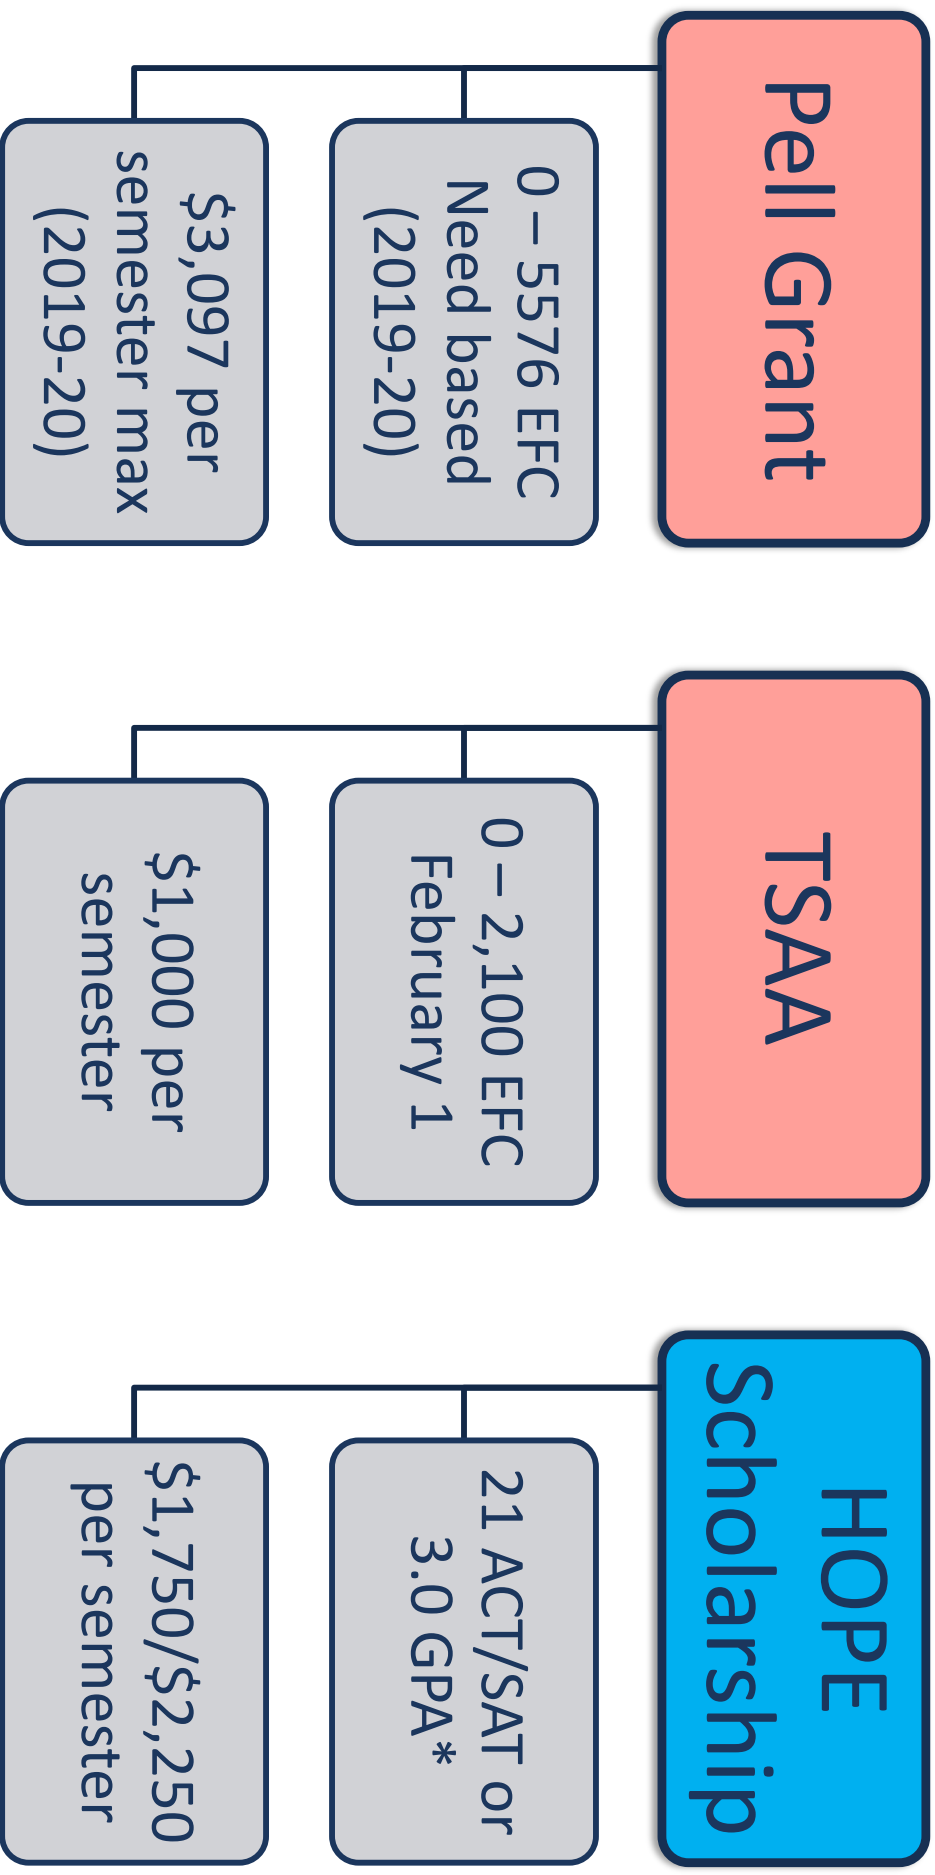 Pell Grant
0 – 5576 EFC
Need based
(2019-20)
$3,097 per
semester max
(2019-20)
TSAA
0 – 2,100 EFC
February 1
$1,000 per
semester
HOPE
Scholarship
21 ACT/SAT or
3.0 GPA*
$1,750/$2,250
per semester